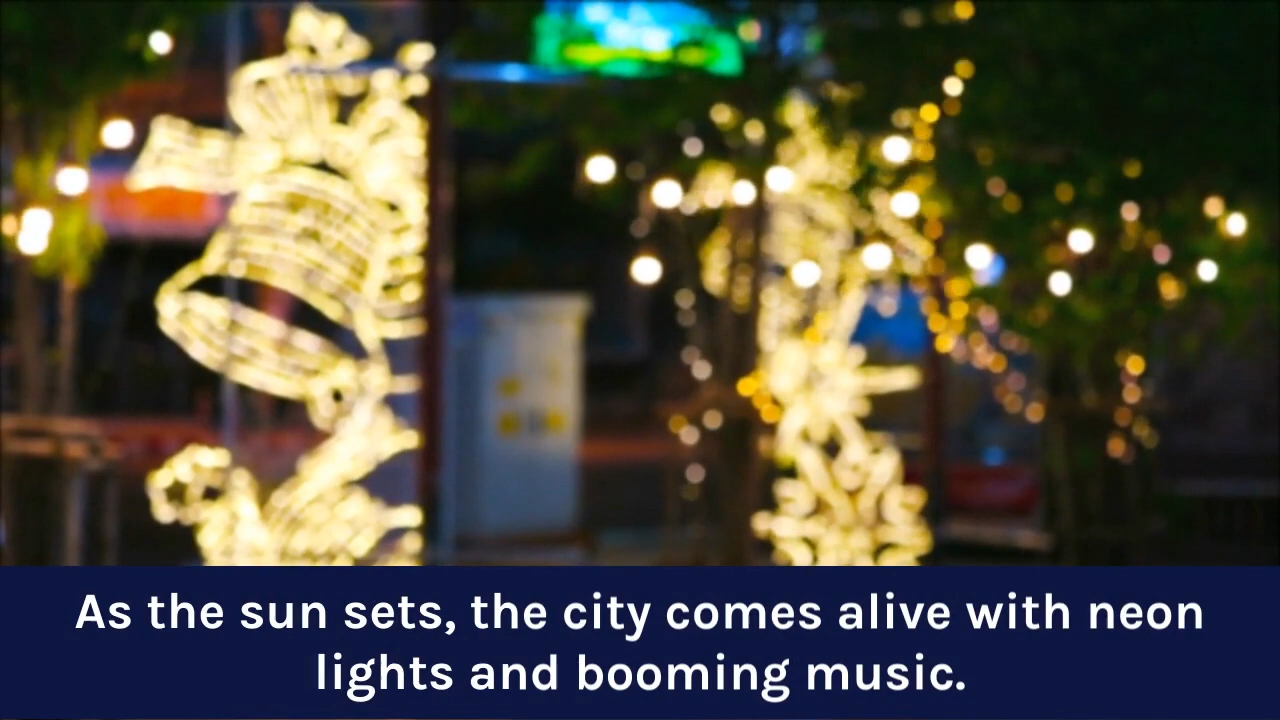 As the sun sets, the city comes alive with neon
lights and booming music.